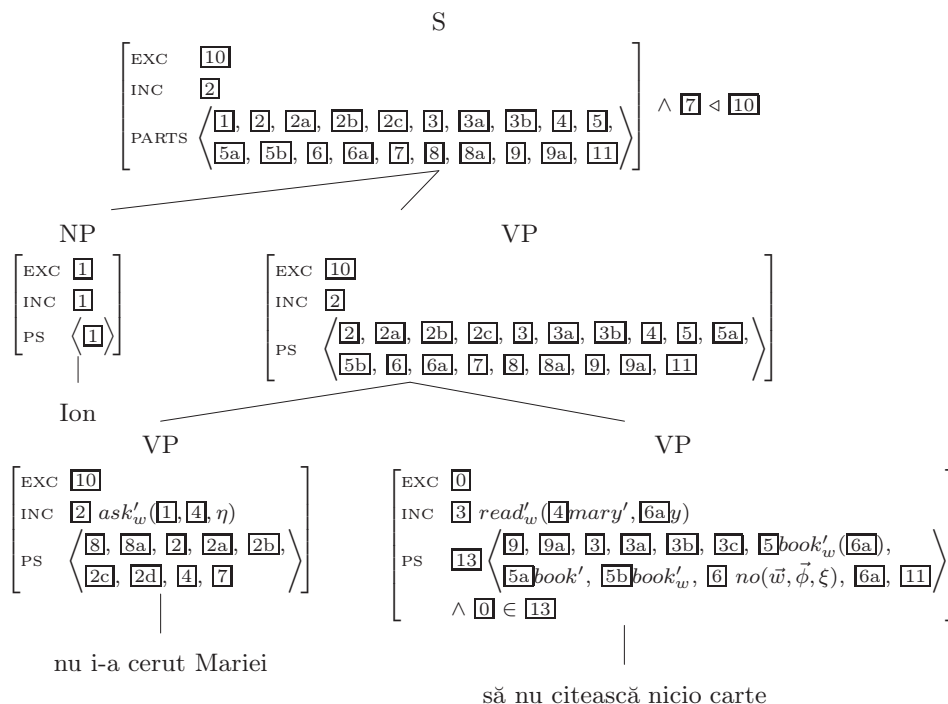 S
EXC 10
INC 2
PARTS ⟨1, 2, 2a, 2b, 2c, 3, 3a, 3b, 4, 5,
5a, 5b, 6, 6a, 7, 8, 8a, 9, 9a, 11⟩
∧ 7 ◁ 10
NP VP
EXC 1
INC 1
PS ⟨1⟩
EXC 10
INC 2
PS ⟨2, 2a, 2b, 2c, 3, 3a, 3b, 4, 5, 5a,
5b, 6, 6a, 7, 8, 8a, 9, 9a, 11⟩
Ion
VP VP
EXC 10
INC 2 ask′w(1, 4, η)
PS ⟨8, 8a, 2, 2a, 2b,
2c, 2d, 4, 7⟩
EXC 0
INC 3 read′w(4mary′, 6ay)
PS 13 ⟨9, 9a, 3, 3a, 3b, 3c, 5book′w(6a),
5abook′, 5bbook′w, 6 no(w⃗, ϕ⃗, ξ), 6a, 11⟩
∧ 0 ∈ 13
nu i-a cerut Mariei
să nu citească nicio carte